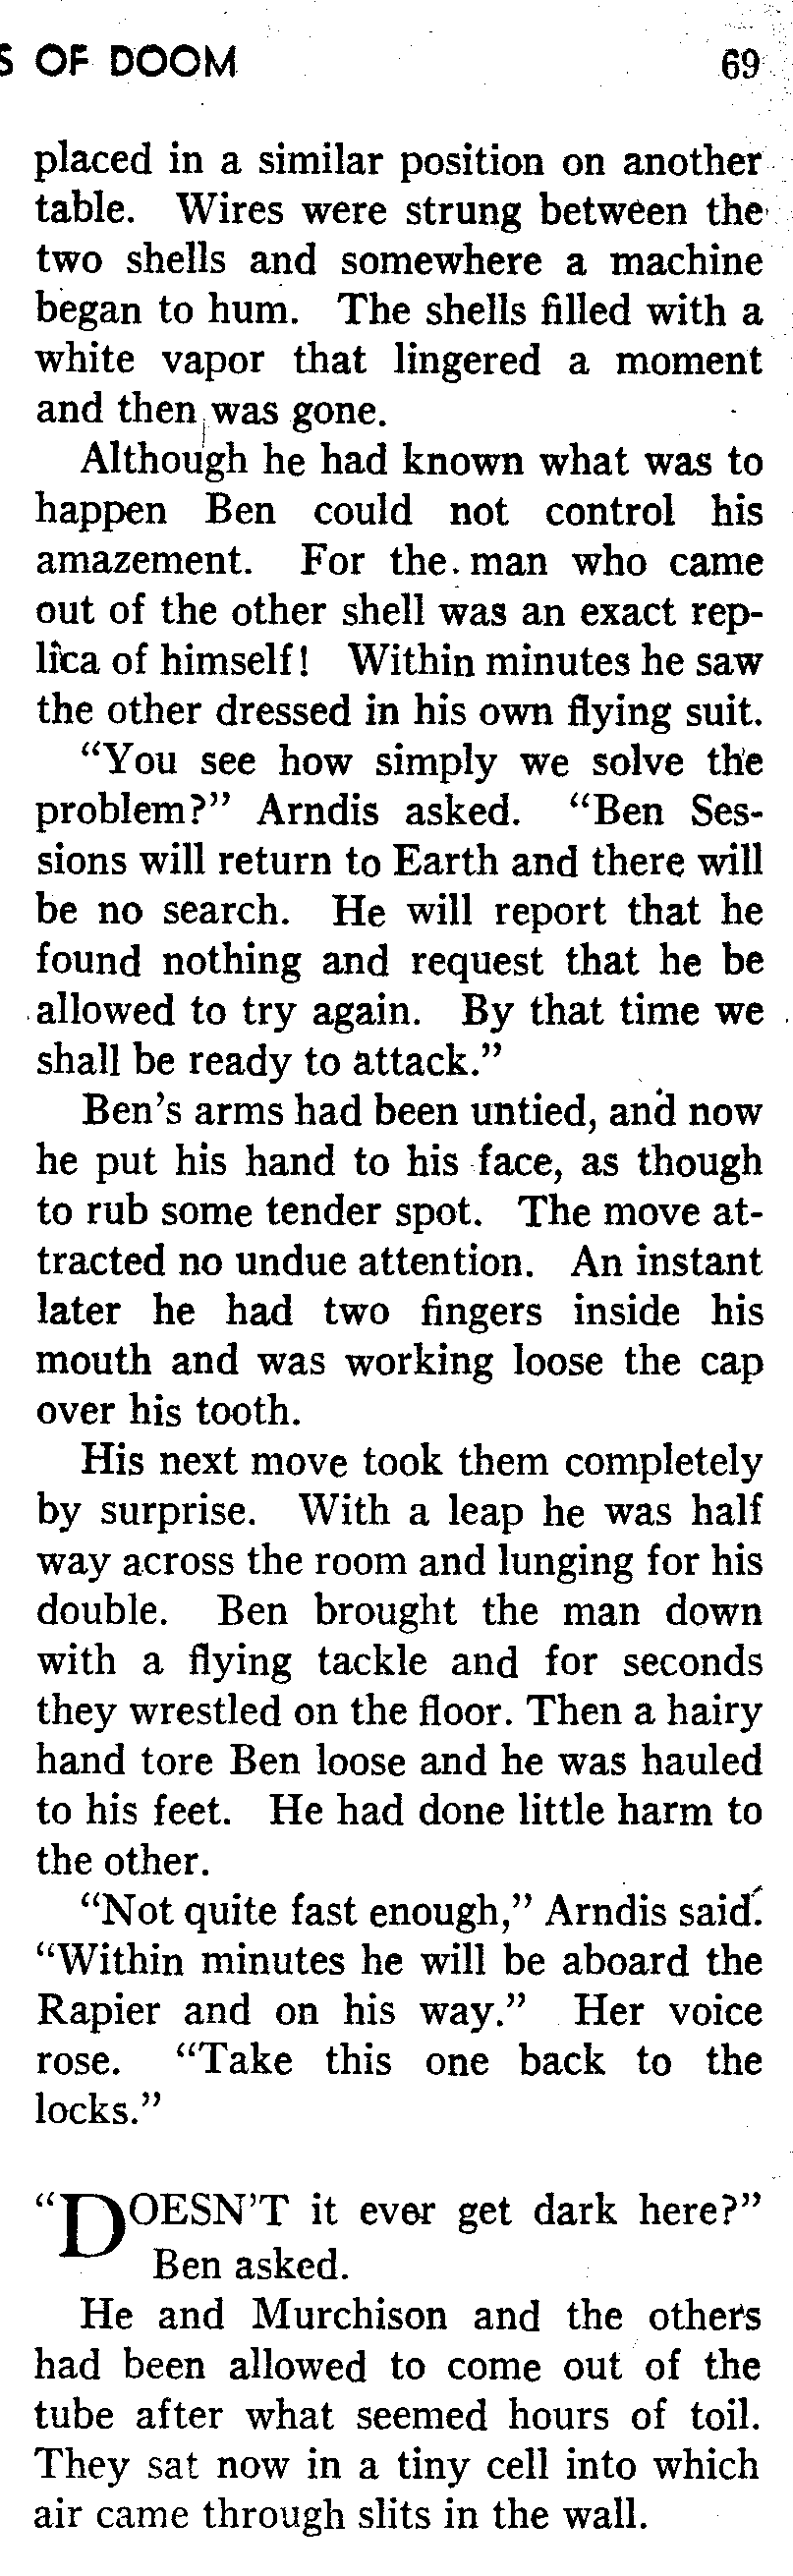 S OF DOOM 69
placed in a similar position on another
table. Wires were strung between the
two shells and somewhere a machine
began to hum. The shells filled with a
white vapor that lingered a moment
and then was gone.
Although he had known what was to
happen Ben could not control his
amazement. For the man who came
out of the other shell was an exact rep-
lica of himself! Within minutes he saw
the other dressed in his own flying suit.
“You see how simply we solve the
problem?” Arndis asked. “Ben Ses-
sions will return to Earth and there will
be no search. He will report that he
found nothing and request that he be
allowed to try again. By that time we
shall be ready to attack.”
Ben’s arms had been untied, and now
he put his hand to his face, as though
to rub some tender spot. The move at-
tracted no undue attention. An instant
later he had two fingers inside his
mouth and was working loose the cap
over his tooth.
His next move took them completely
by surprise. With a leap he was half
way across the room and lunging for his
double. Ben brought the man down
with a flying tackle and for seconds
they wrestled on the floor. Then a hairy
hand tore Ben loose and he was hauled
to his feet. He had done little harm to
the other.
“Not quite fast enough,” Arndis said.
“Within minutes he will be aboard the
Rapier and on his way.” Her voice
rose. “Take this one back to the
locks.”
“DOESN’T it ever get dark here?”
Ben asked.
He and Murchison and the others
had been allowed to come out of the
tube after what seemed hours of toil.
They sat now in a tiny cell into which
air came through slits in the wall.